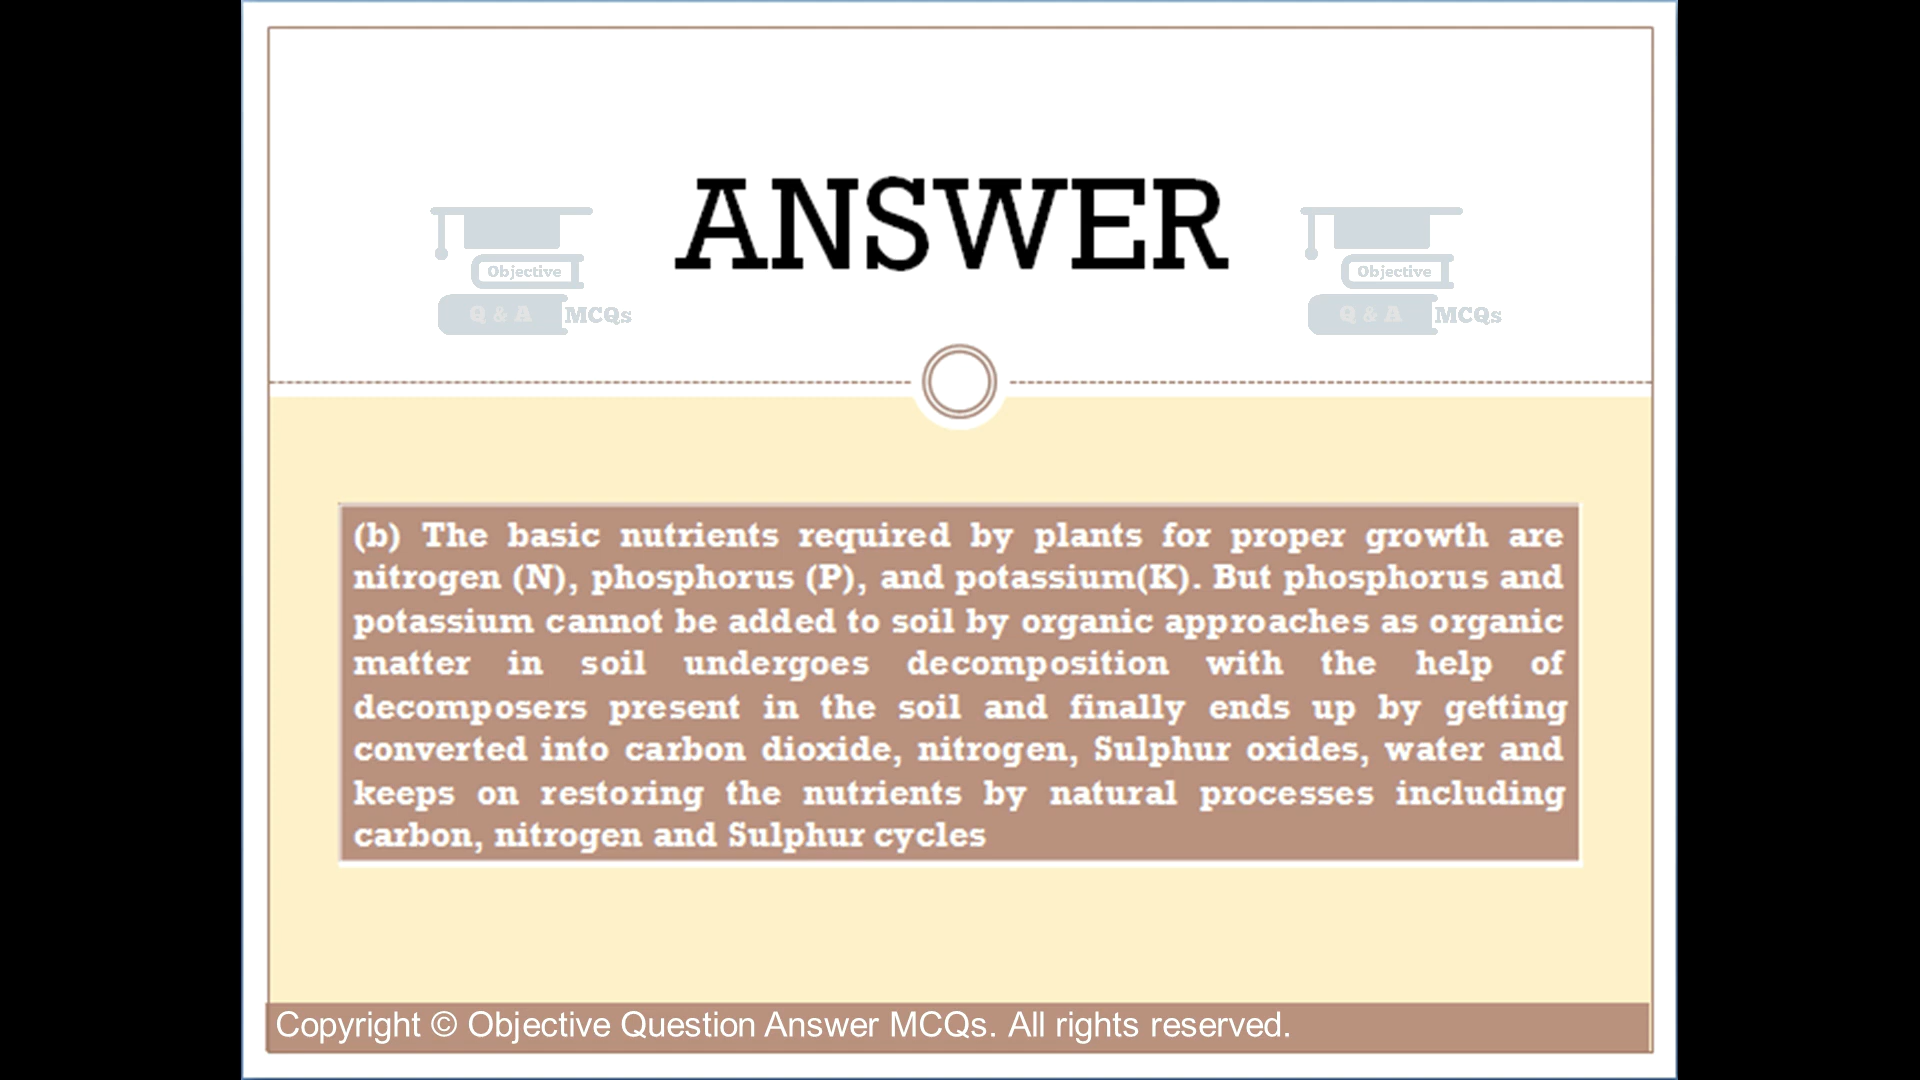 ANSWER
Objective
Q & A MCQs
Objective
Q & A MCQs
(b) The basic nutrients required by plants for proper growth are
nitrogen (N), phosphorus (P), and potassium(K). But phosphorus and
potassium cannot be added to soil by organic approaches as organic
matter in soil undergoes decomposition with the help of
decomposers present in the soil and finally ends up by getting
converted into carbon dioxide, nitrogen, Sulphur oxides, water and
keeps on restoring the nutrients by natural processes including
carbon, nitrogen and Sulphur cycles
Copyright © Objective Question Answer MCQs. All rights reserved.